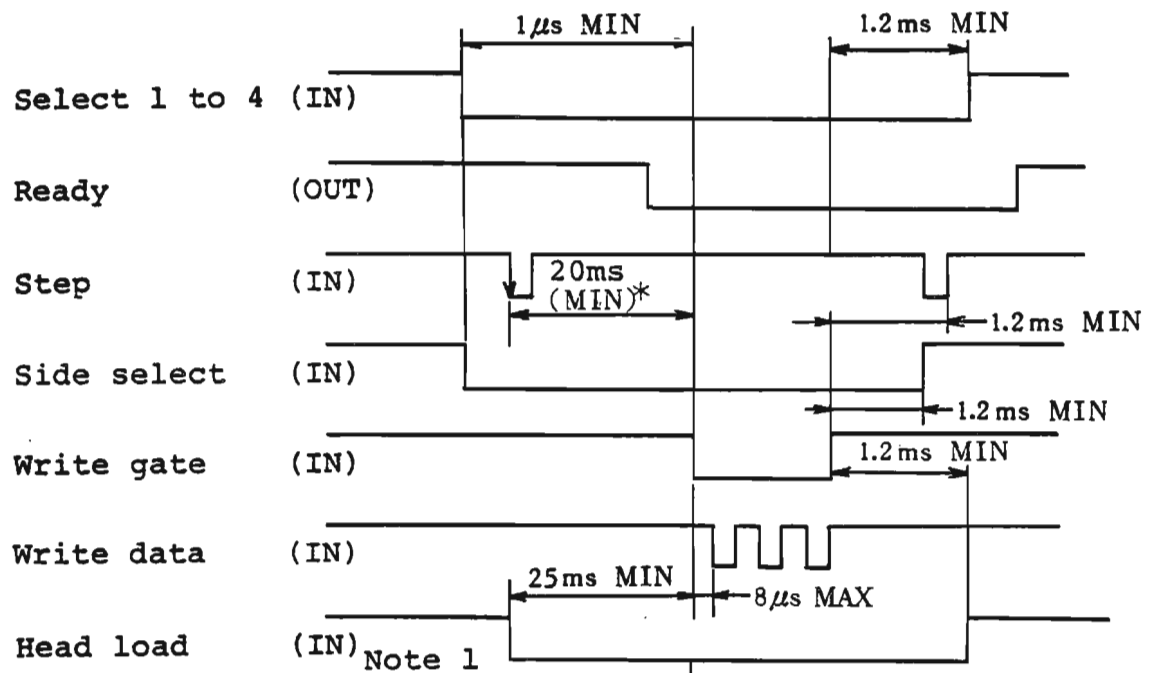 1μs MIN 1.2ms MIN
Select 1 to 4 (IN)
Ready (OUT)
Step (IN) 20ms
(MIN)*
1.2ms MIN
Side select (IN)
1.2ms MIN
Write gate (IN) 1.2ms MIN
Write data (IN)
25ms MIN 8μs MAX
Head load (IN) Note 1